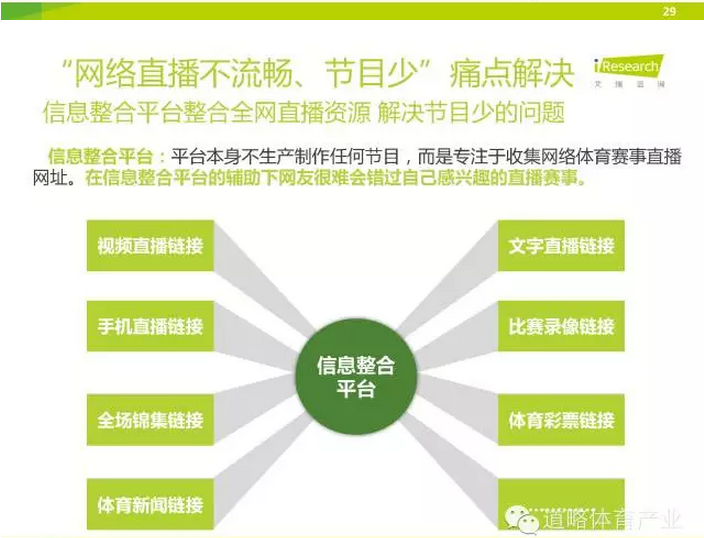 29
“网络直播不流畅、节目少”痛点解决
iResearch
艾瑞咨询
信息整合平台整合全网直播资源 解决节目少的问题
信息整合平台：平台本身不生产制作任何节目，而是专注于收集网络体育赛事直播
网址。在信息整合平台的辅助下网友很难会错过自己感兴趣的直播赛事。
视频直播链接
文字直播链接
手机直播链接
比赛录像链接
信息整合
平台
全场锦集链接
体育彩票链接
体育新闻链接
…………
道略体育产业